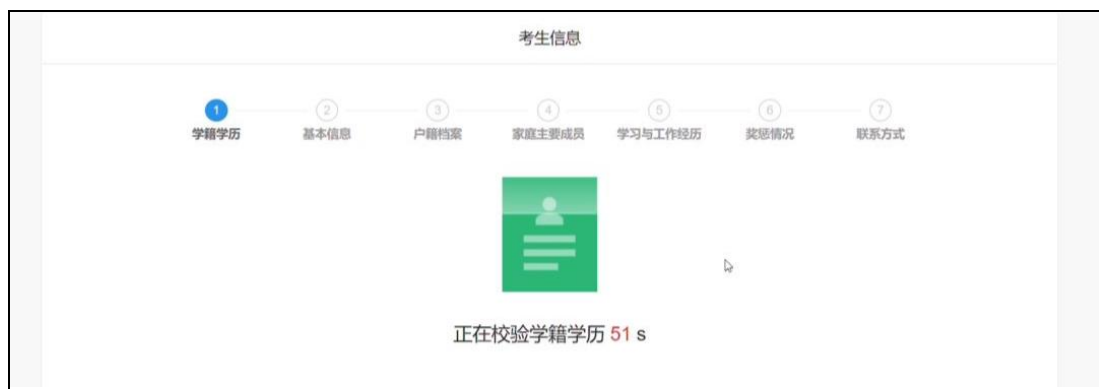 考生信息
1 2 3 4 5 6 7
学籍学历 基本信息 户籍档案 家庭主要成员 学习与工作经历 奖惩情况 联系方式
正在校验学籍学历 51 s